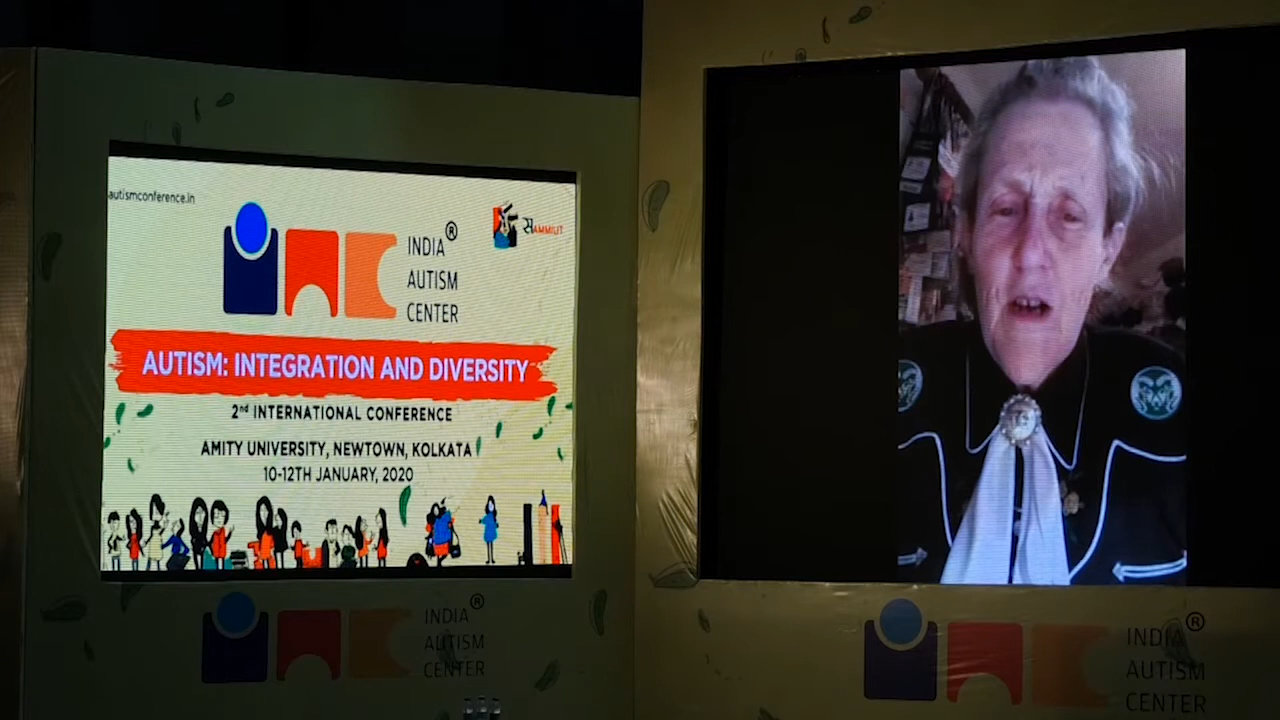 autismconference.in
सAMMILIT
INDIA®
AUTISM
CENTER
AUTISM: INTEGRATION AND DIVERSITY
2nd INTERNATIONAL CONFERENCE
AMITY UNIVERSITY, NEWTOWN, KOLKATA
10-12TH JANUARY, 2020
INDIA®
AUTISM
CENTER
INDIA®
AUTISM
CENTER